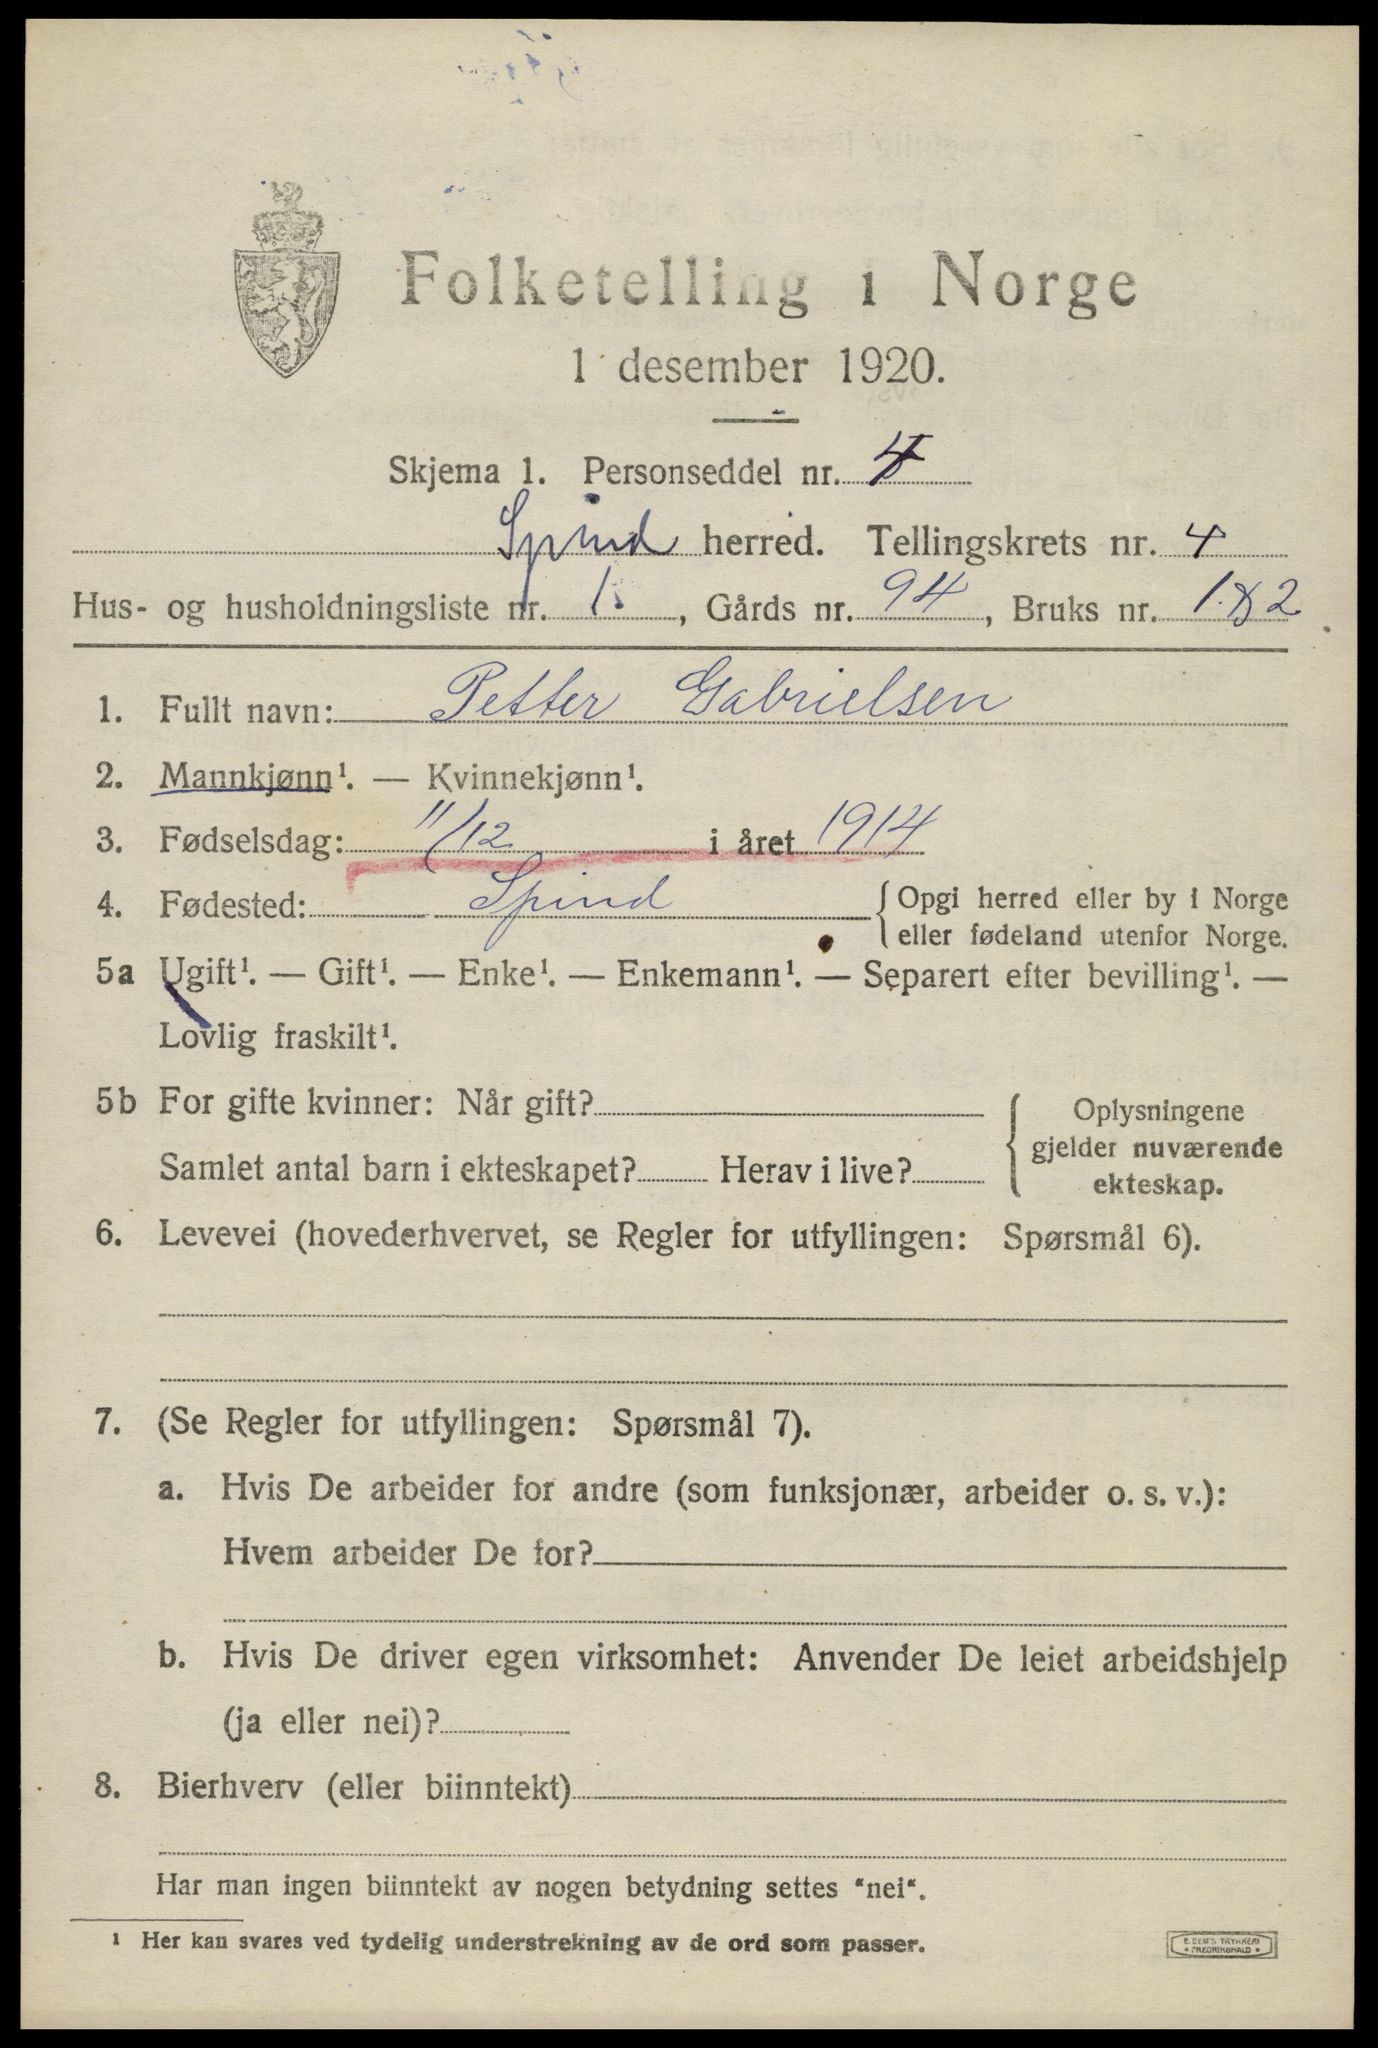 Folketelling i Norge
1 desember 1920.
Skjema 1. Personseddel nr. 4
Spind herred. Tellingskrets nr. 4
Hus- og husholdningsliste nr. 1., Gårds nr. 94, Bruks nr. 1 & 2
1. Fullt navn: Petter Gabrielsen
2. Mannkjønn¹. — Kvinnekjønn¹.
3. Fødselsdag: 11/12 i året 1914
4. Fødested: Spind {Opgi herred eller by i Norge
eller fødeland utenfor Norge.
5a Ugift¹. — Gift¹. — Enke¹. — Enkemann¹. — Separert efter bevilling¹. —
Lovlig fraskilt¹.
5b For gifte kvinner: Når gift?
Samlet antal barn i ekteskapet? Herav i live?
{Oplysningene
gjelder nuværende
ekteskap.
6. Levevei (hovederhvervet, se Regler for utfyllingen: Spørsmål 6).
7. (Se Regler for utfyllingen: Spørsmål 7).
a. Hvis De arbeider for andre (som funksjonær, arbeider o. s. v.):
Hvem arbeider De for?
b. Hvis De driver egen virksomhet: Anvender De leiet arbeidshjelp
(ja eller nei)?
8. Bierhverv (eller biinntekt)
Har man ingen biinntekt av nogen betydning settes "nei".
¹ Her kan svares ved tydelig understrekning av de ord som passer.
E. SEM'S TRYKKERI
FREDRIKSHALD